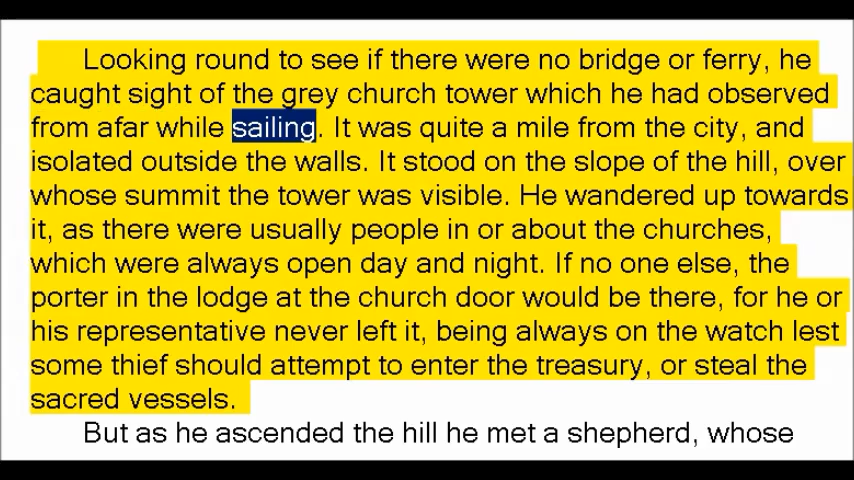 Looking round to see if there were no bridge or ferry, he
caught sight of the grey church tower which he had observed
from afar while sailing. It was quite a mile from the city, and
isolated outside the walls. It stood on the slope of the hill, over
whose summit the tower was visible. He wandered up towards
it, as there were usually people in or about the churches,
which were always open day and night. If no one else, the
porter in the lodge at the church door would be there, for he or
his representative never left it, being always on the watch lest
some thief should attempt to enter the treasury, or steal the
sacred vessels.
But as he ascended the hill he met a shepherd, whose